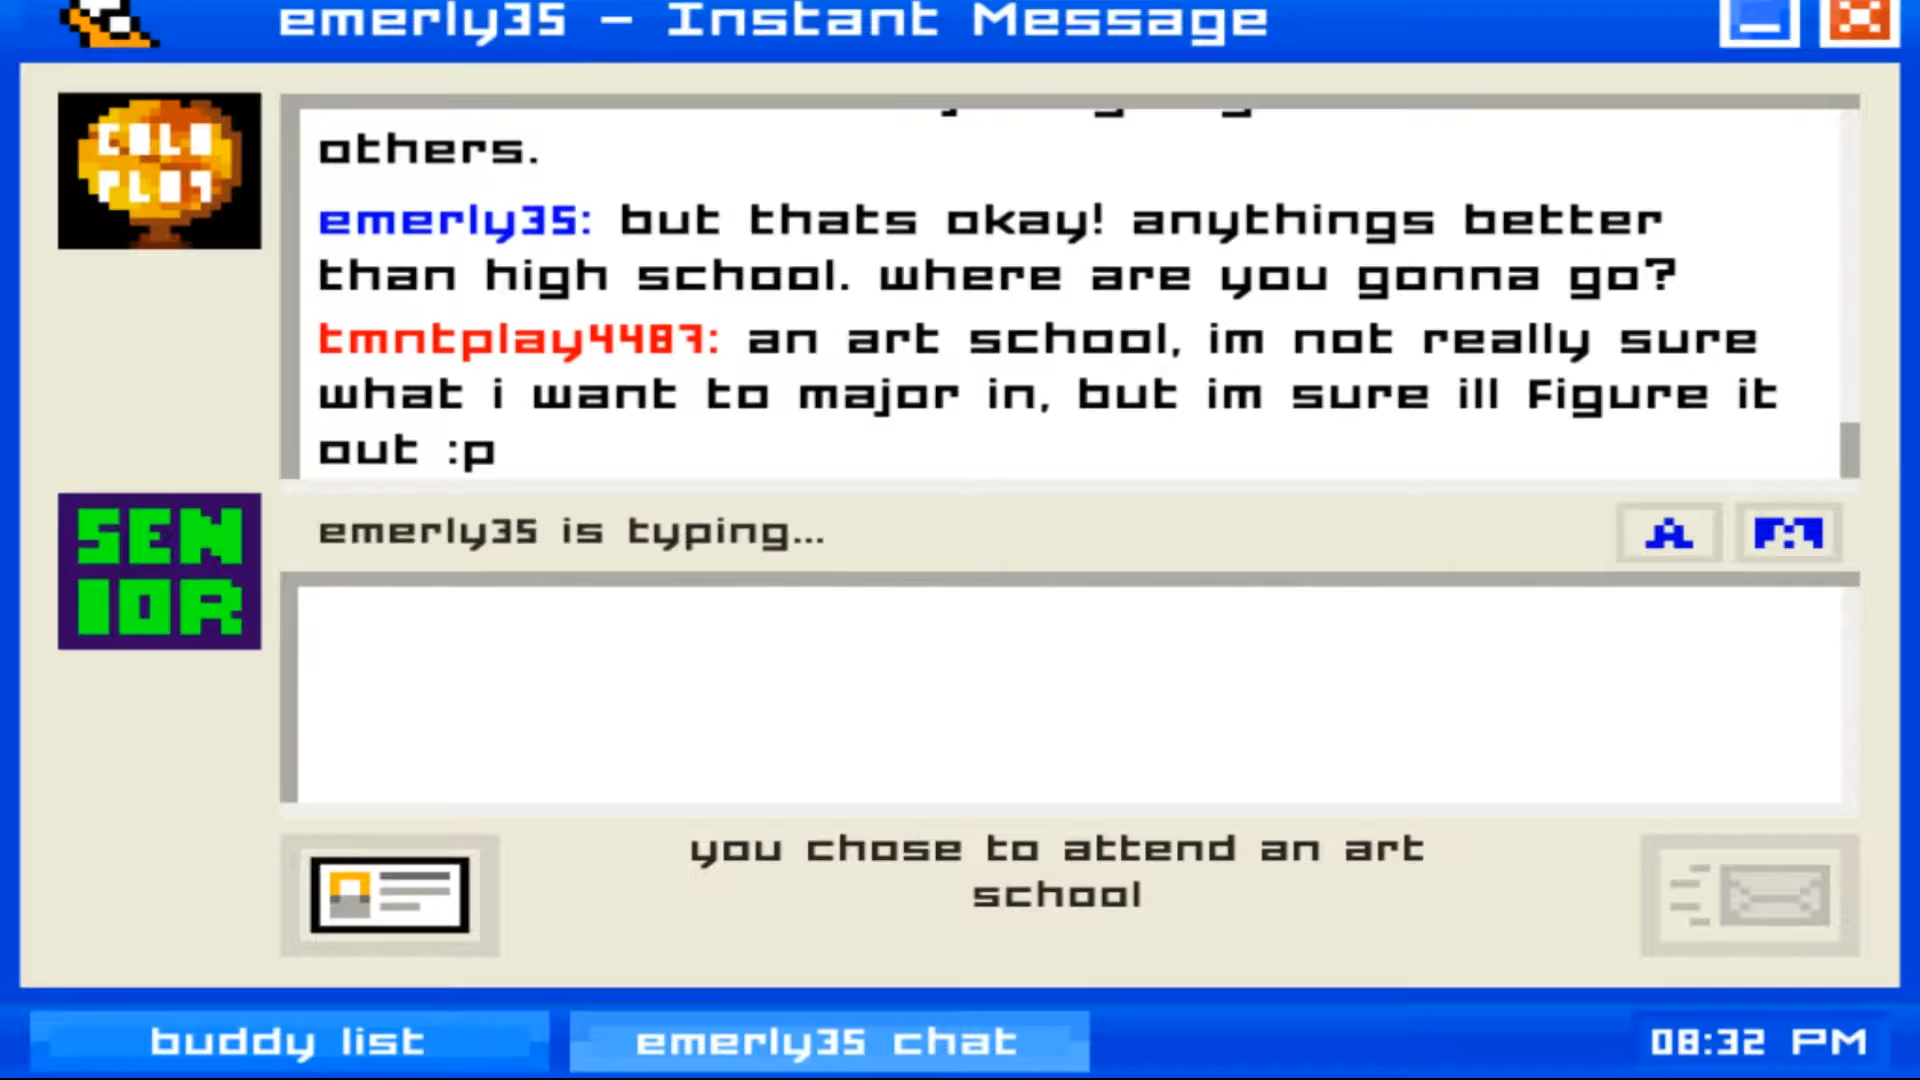 emerly35 - Instant Message
COLD
PLAY
others.
emerly35: but thats okay! anythings better
than high school. where are you gonna go?
tmntplay4487: an art school, im not really sure
what i want to major in, but im sure ill Figure it
out :p
SEN
IOR
emerly35 is typing...
A
you chose to attend an art
school
buddy list
emerly35 chat
08:32 PM